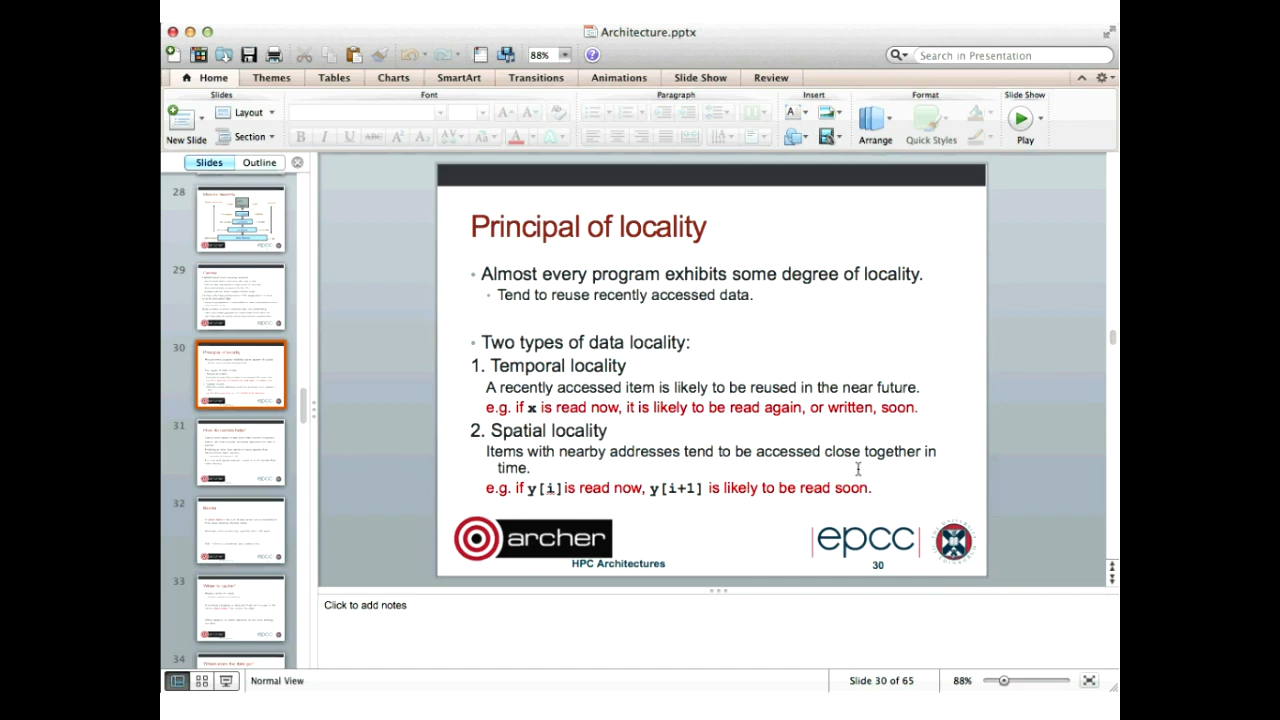 Architecture.pptx
88%
Search in Presentation
Home Themes Tables Charts SmartArt Transitions Animations Slide Show Review
Slides Font Paragraph Insert Format Slide Show
Layout
Section
New Slide
Arrange Quick Styles Play
Slides Outline
28
29
30
31
32
33
34
Principal of locality
Almost every program exhibits some degree of locality.
Tend to reuse recently accessed data.
Two types of data locality:
1. Temporal locality
A recently accessed item is likely to be reused in the near future.
e.g. if x is read now, it is likely to be read again, or written, soon.
2. Spatial locality
Items with nearby addresses tend to be accessed close together in
time.
e.g. if y[i] is read now, y[i+1] is likely to be read soon.
archer
epcc
HPC Architectures
30
Click to add notes
Normal View
Slide 30 of 65
88%